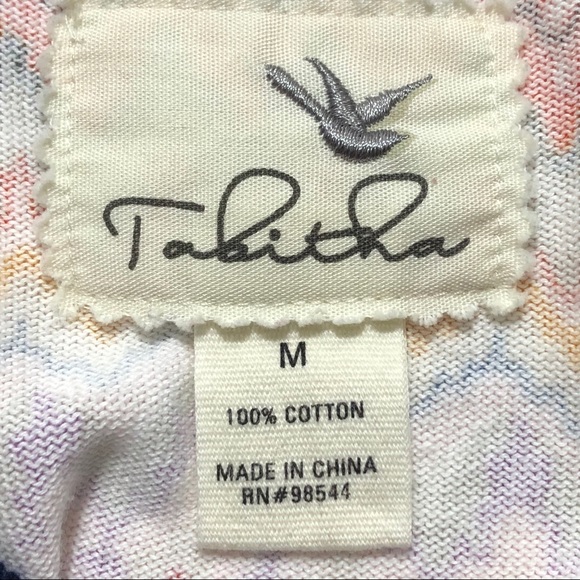 Tabitha
M
100% COTTON
MADE IN CHINA
RN#98544